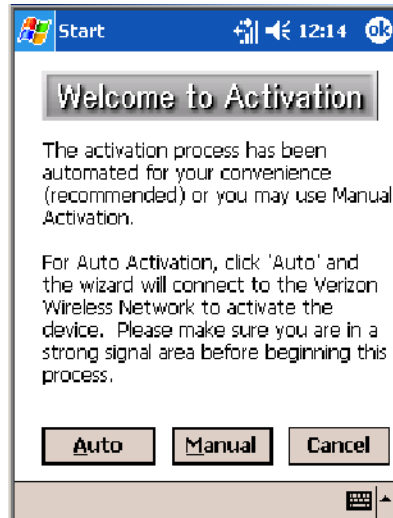 Start 12:14 ok
Welcome to Activation
The activation process has been
automated for your convenience
(recommended) or you may use Manual
Activation.
For Auto Activation, click 'Auto' and
the wizard will connect to the Verizon
Wireless Network to activate the
device. Please make sure you are in a
strong signal area before beginning this
process.
Auto Manual Cancel